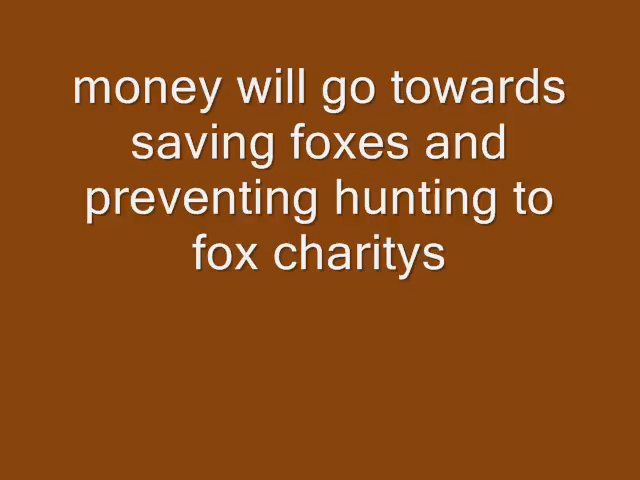 money will go towards
saving foxes and
preventing hunting to
fox charitys